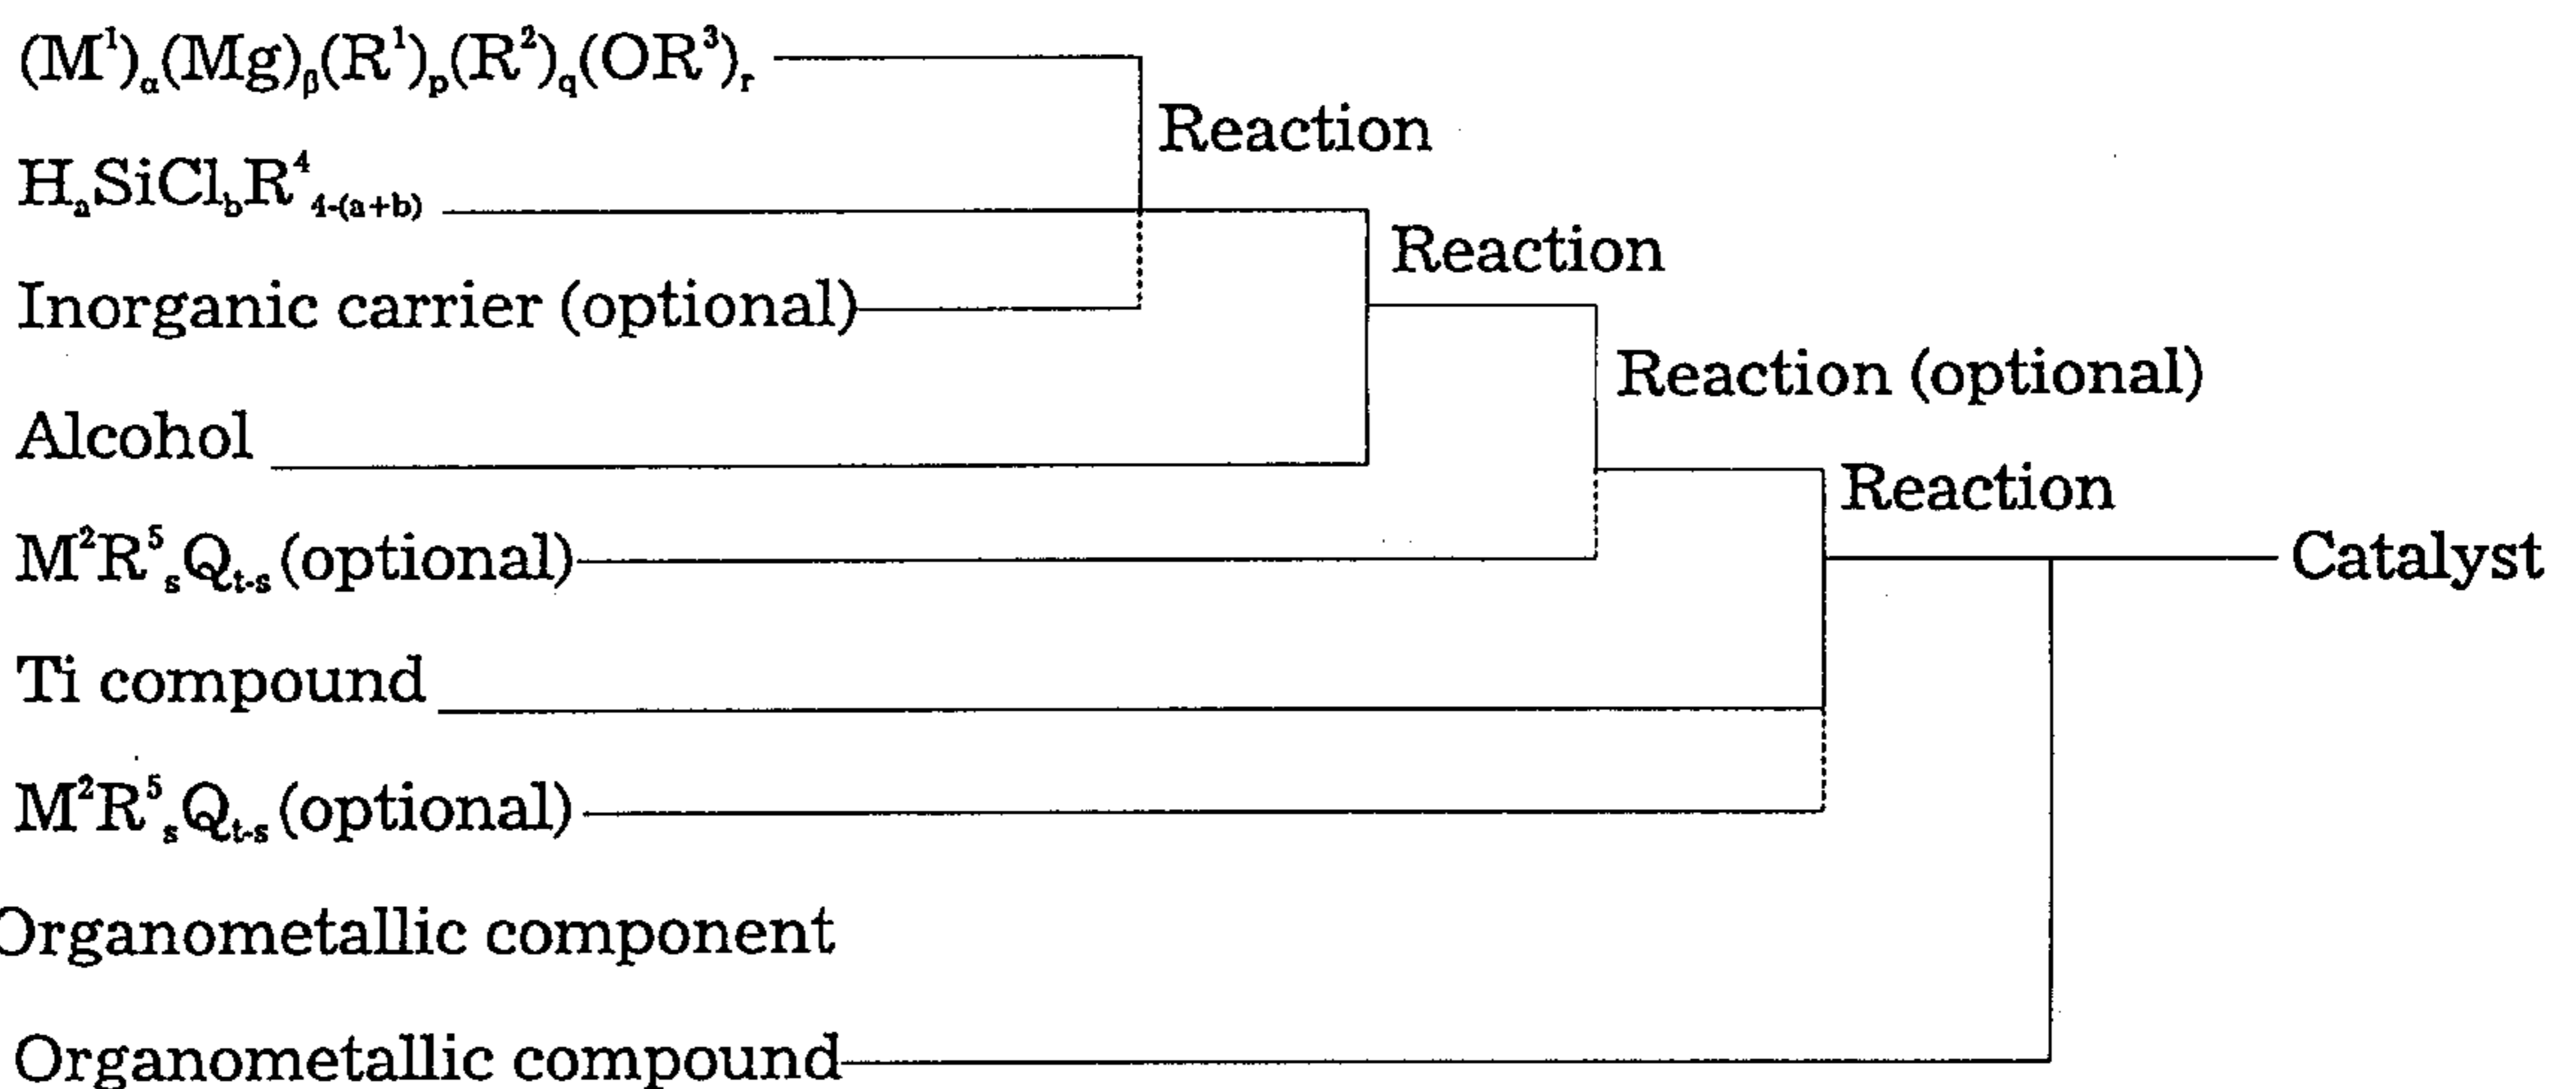 (M¹)α(Mg)β(R¹)p(R²)q(OR³)r
Reaction
HaSiClbR⁴4-(a+b)
Reaction
Inorganic carrier (optional)
Reaction (optional)
Alcohol
Reaction
M²R⁵sQt-s (optional)
Catalyst
Ti compound
M²R⁵sQt-s (optional)
Organometallic component
Organometallic compound